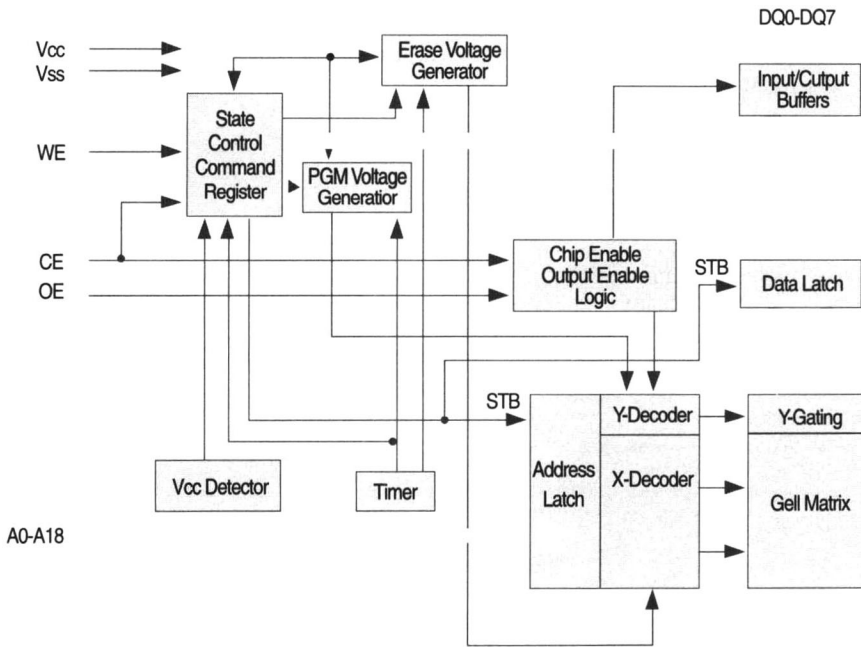 DQ0-DQ7
Vcc
Vss
Erase Voltage
Generator
Input/Cutput
Buffers
State
Control
Command
Register
WE
PGM Voltage
Generatior
CE
OE
Chip Enable
Output Enable
Logic
STB
Data Latch
STB
Y-Decoder
Y-Gating
Address
Latch
X-Decoder
Gell Matrix
Vcc Detector
Timer
A0-A18